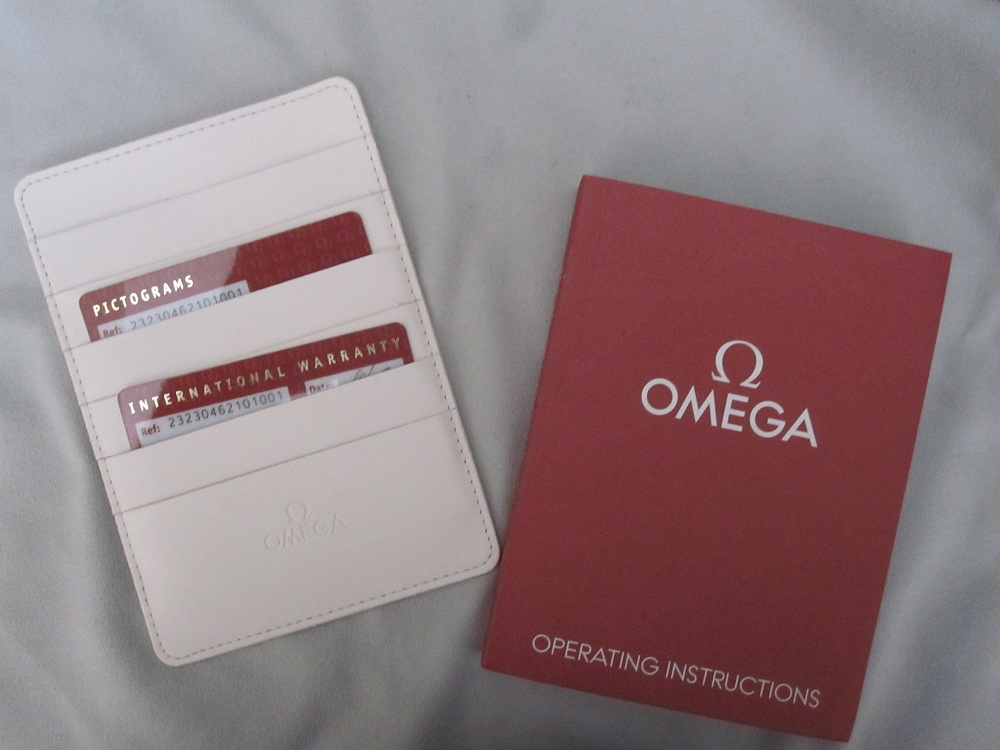 PICTOGRAMS
Ref: 23230462101001
INTERNATIONAL WARRANTY
Ref: 23230462101001
Date:
Ω
OMEGA
Ω
OMEGA
OPERATING INSTRUCTIONS